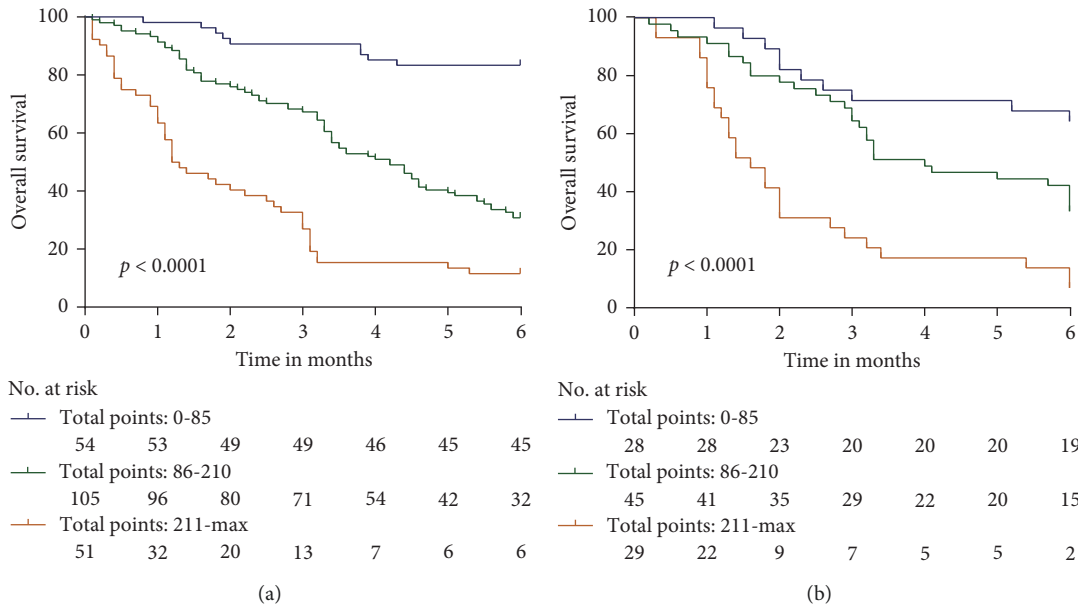 100
80
60
40
20
0
Overall survival
p < 0.0001
0 1 2 3 4 5 6
Time in months
No. at risk
Total points: 0-85
54 53 49 49 46 45 45
Total points: 86-210
105 96 80 71 54 42 32
Total points: 211-max
51 32 20 13 7 6 6
(a)
100
80
60
40
20
0
Overall survival
p < 0.0001
0 1 2 3 4 5 6
Time in months
No. at risk
Total points: 0-85
28 28 23 20 20 20 19
Total points: 86-210
45 41 35 29 22 20 15
Total points: 211-max
29 22 9 7 5 5 2
(b)